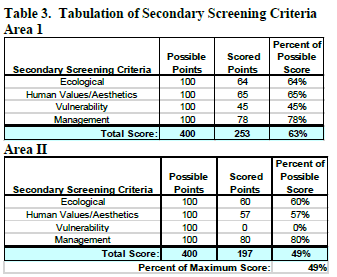 Table 3. Tabulation of Secondary Screening Criteria
Area 1
Secondary Screening Criteria Possible Points Scored Points Percent of Possible Score
Ecological 100 64 64%
Human Values/Aesthetics 100 65 65%
Vulnerability 100 45 45%
Management 100 78 78%
Total Score: 400 253 63%
Area II
Secondary Screening Criteria Possible Points Scored Points Percent of Possible Score
Ecological 100 60 60%
Human Values/Aesthetics 100 57 57%
Vulnerability 100 0 0%
Management 100 80 80%
Total Score: 400 197 49%
Percent of Maximum Score: 49%